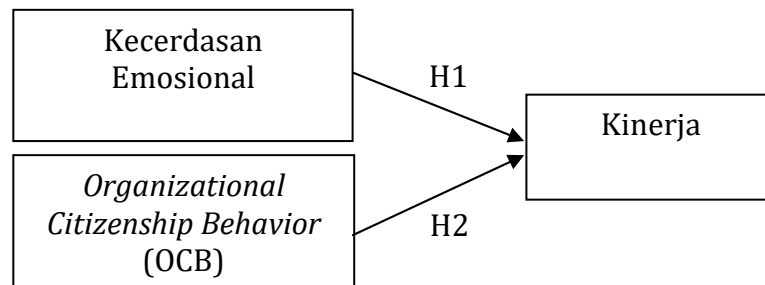 Kecerdasan
Emosional
H1
Kinerja
Organizational
Citizenship Behavior
(OCB)
H2